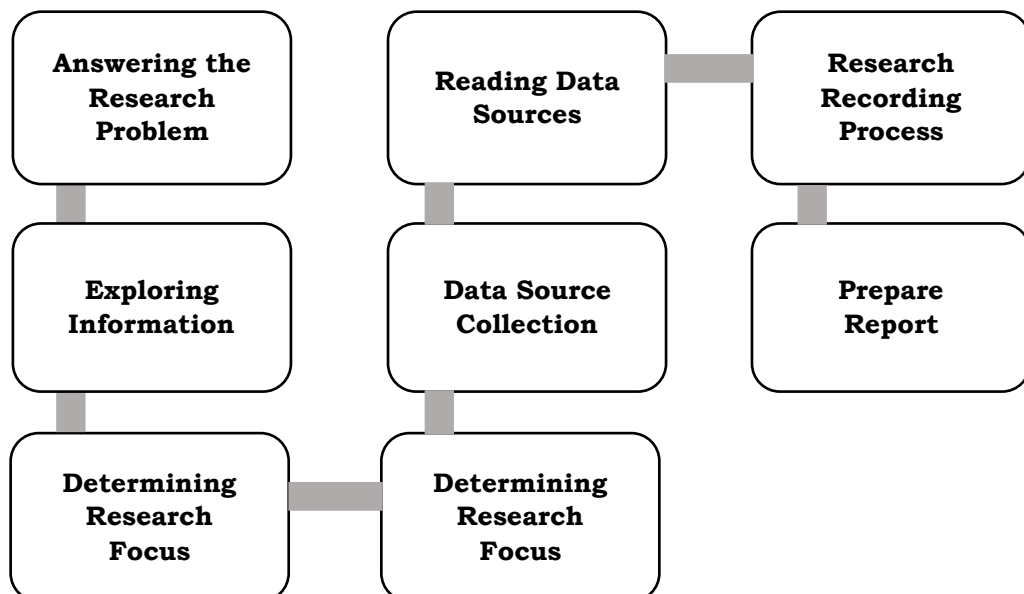 Answering the
Research
Problem
Exploring
Information
Determining
Research
Focus
Determining
Research
Focus
Data Source
Collection
Reading Data
Sources
Research
Recording
Process
Prepare
Report